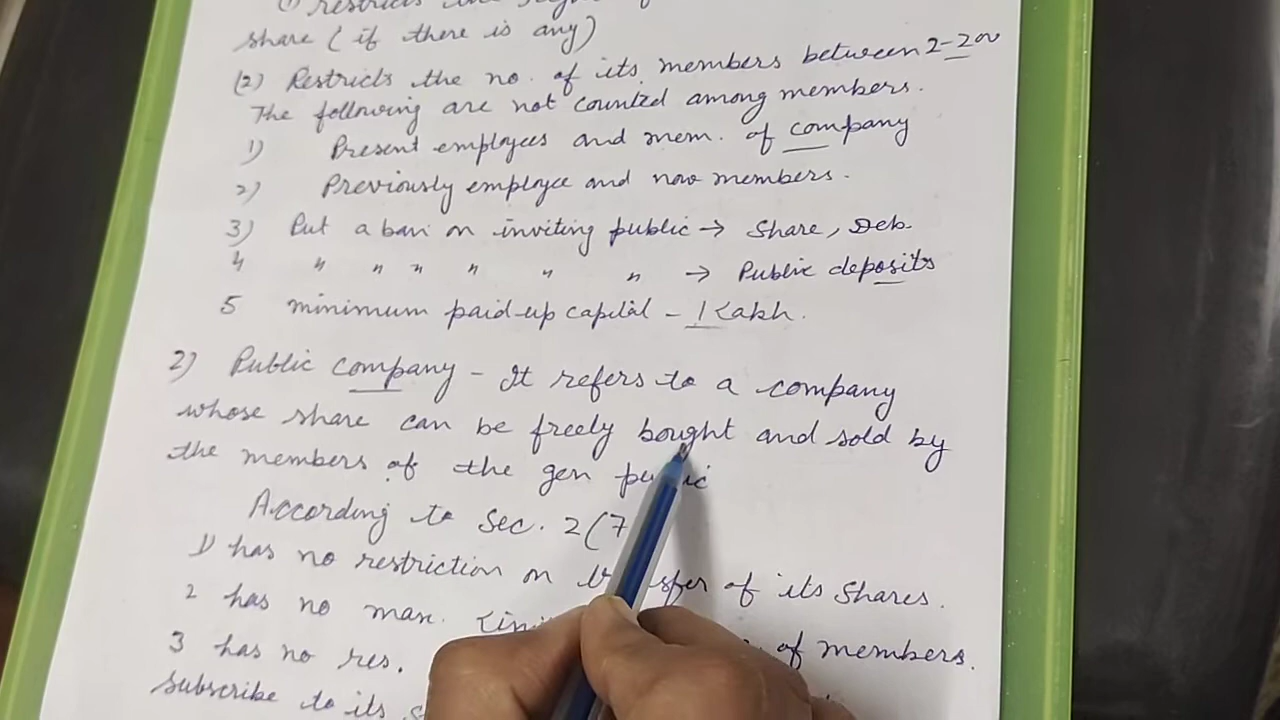 restricts the
share (if there is any)
(2) Restricts the no. of its members between 2-200
The following are not counted among members.
1) Present employees and mem. of company
2) Previously employee and now members.
3) Put a ban on inviting public → Share, Deb.
4 " " " " " " → Public deposits
5 minimum paid-up capital - 1 Lakh.
2) Public company - It refers to a company
whose share can be freely bought and sold by
the members of the gen
According to Sec. 2(7
1) has no restriction on of its Shares.
2 has no max. of members.
3 has no res.
subscribe to its